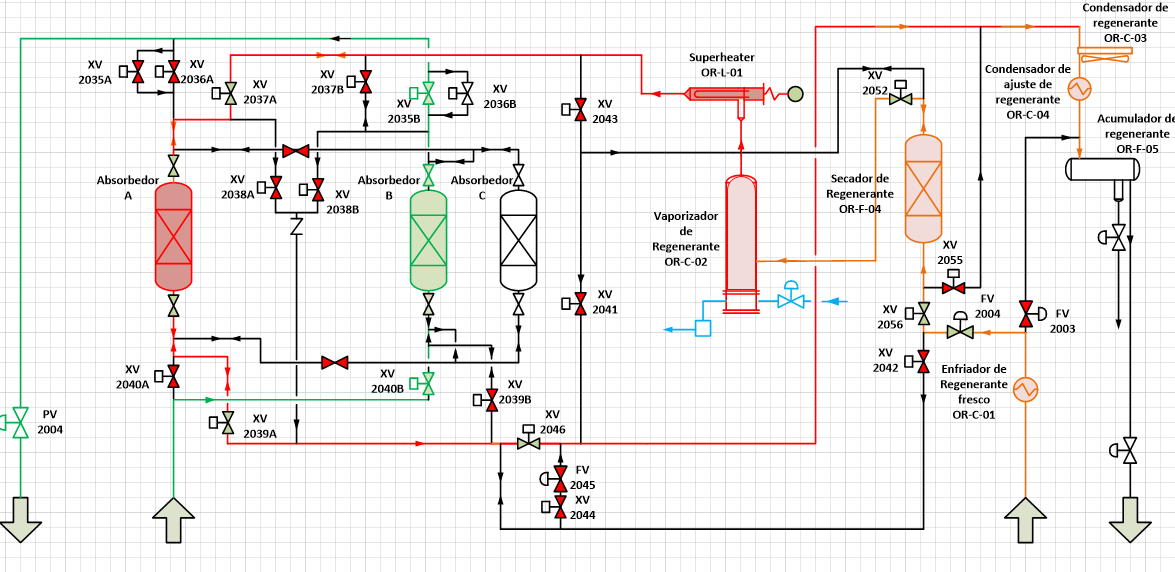 Condensador de
regenerante
OR-C-03
Superheater
OR-L-01
Condensador de
ajuste de
regenerante
OR-C-04
Acumulador de
regenerante
OR-F-05
XV
2035A
XV
2036A
XV
2037A
XV
2037B
XV
2035B
XV
2036B
XV
2043
XV
2052
Absorbedor
A
XV
2038A
XV
2038B
Absorbedor
B
Absorbedor
C
Vaporizador
de
Regenerante
OR-C-02
Secador de
Regenerante
OR-F-04
XV
2055
XV
2041
XV
2056
FV
2004
FV
2003
XV
2040A
XV
2040B
XV
2039B
XV
2042
Enfriador de
Regenerante
fresco
OR-C-01
PV
2004
XV
2039A
XV
2046
FV
2045
XV
2044